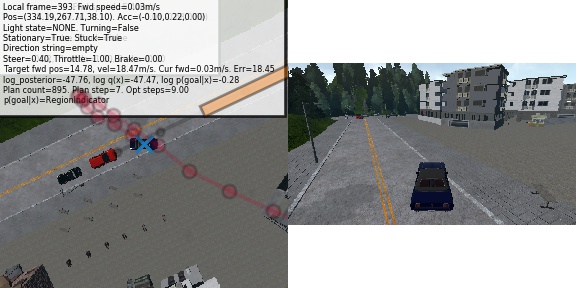 Local frame=393. Fwd speed=0.03m/s
Pos=(334.19,267.71,38.10). Acc=(-0.10,0.22,0.00)
Light state=NONE. Turning=False
Stationary=True. Stuck=True
Direction string=empty
Steer=0.40, Throttle=1.00, Brake=0.00
Target fwd pos=14.78, vel=18.47m/s. Cur fwd=0.03m/s. Err=18.45
log_posterior=-47.76, log q(x)=-47.47, log p(goal|x)=-0.28
Plan count=895. Plan step=7. Opt steps=9.00
p(goal|x)=RegionIndicator